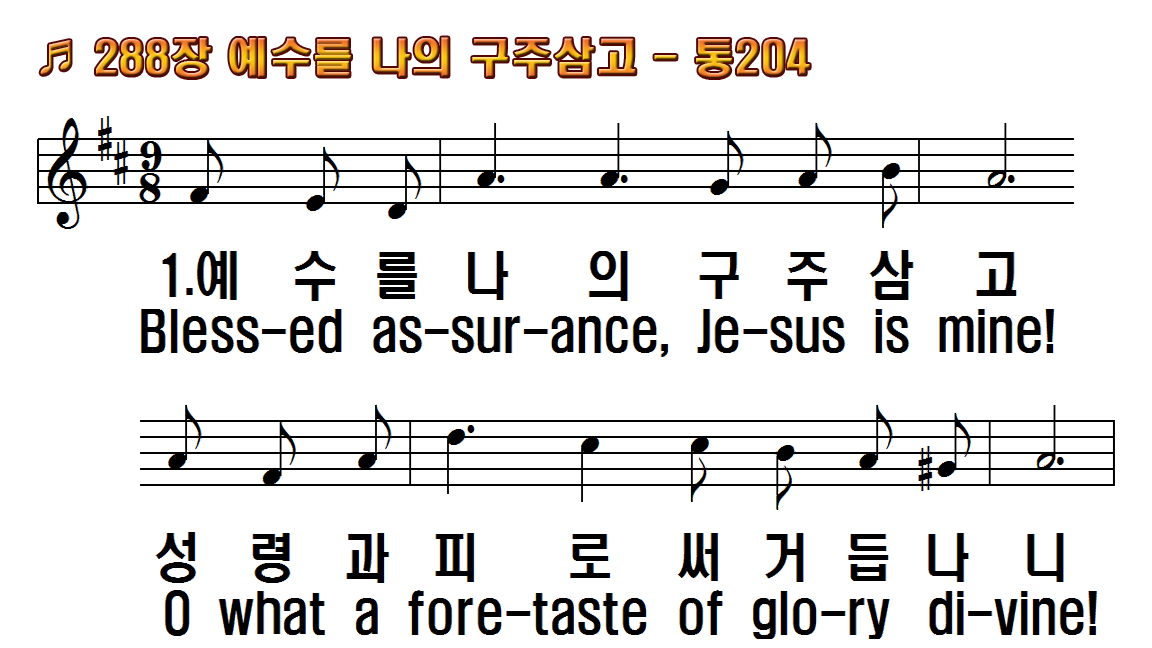 ♬ 288장 예수를 나의 구주삼고 - 통204
9
8
1.예 수 를 나 의 구 주 삼 고
Bless-ed as-sur-ance, Je-sus is mine!
성 령 과 피 로 써 거 듭 나 니
O what a fore-taste of glo-ry di-vine!